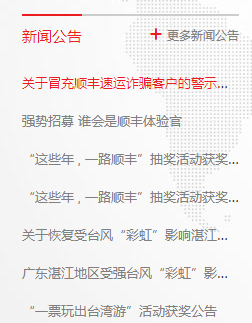 新闻公告
+ 更多新闻公告
关于冒充顺丰速运诈骗客户的警示...
强势招募 谁会是顺丰体验官
“这些年，一路顺丰”抽奖活动获奖...
“这些年，一路顺丰”抽奖活动获奖...
关于恢复受台风“彩虹”影响湛江...
广东湛江地区受强台风“彩虹”影...
“一票玩出台湾游”活动获奖公告